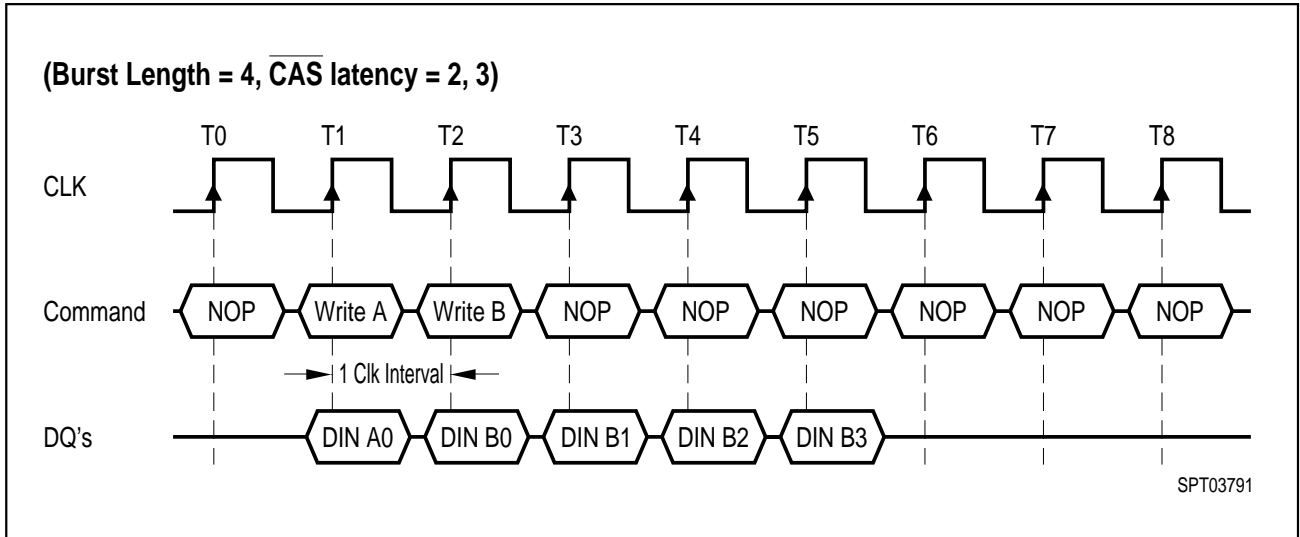 (Burst Length = 4, CAS latency = 2, 3)
T0 T1 T2 T3 T4 T5 T6 T7 T8
CLK
Command NOP Write A Write B NOP NOP NOP NOP NOP NOP
1 Clk Interval
DQ's DIN A0 DIN B0 DIN B1 DIN B2 DIN B3
SPT03791